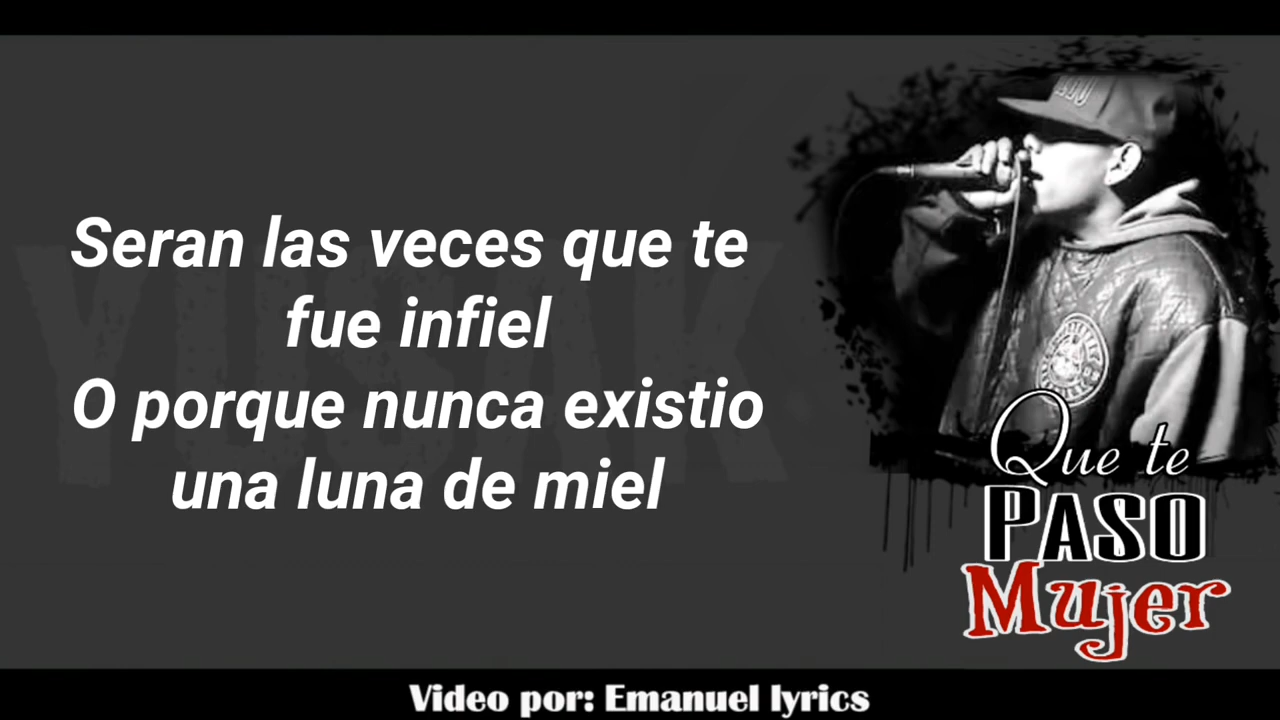 Seran las veces que te
fue infiel
O porque nunca existio
una luna de miel
YUSAK
Que te
PASO
Mujer
Video por: Emanuel lyrics